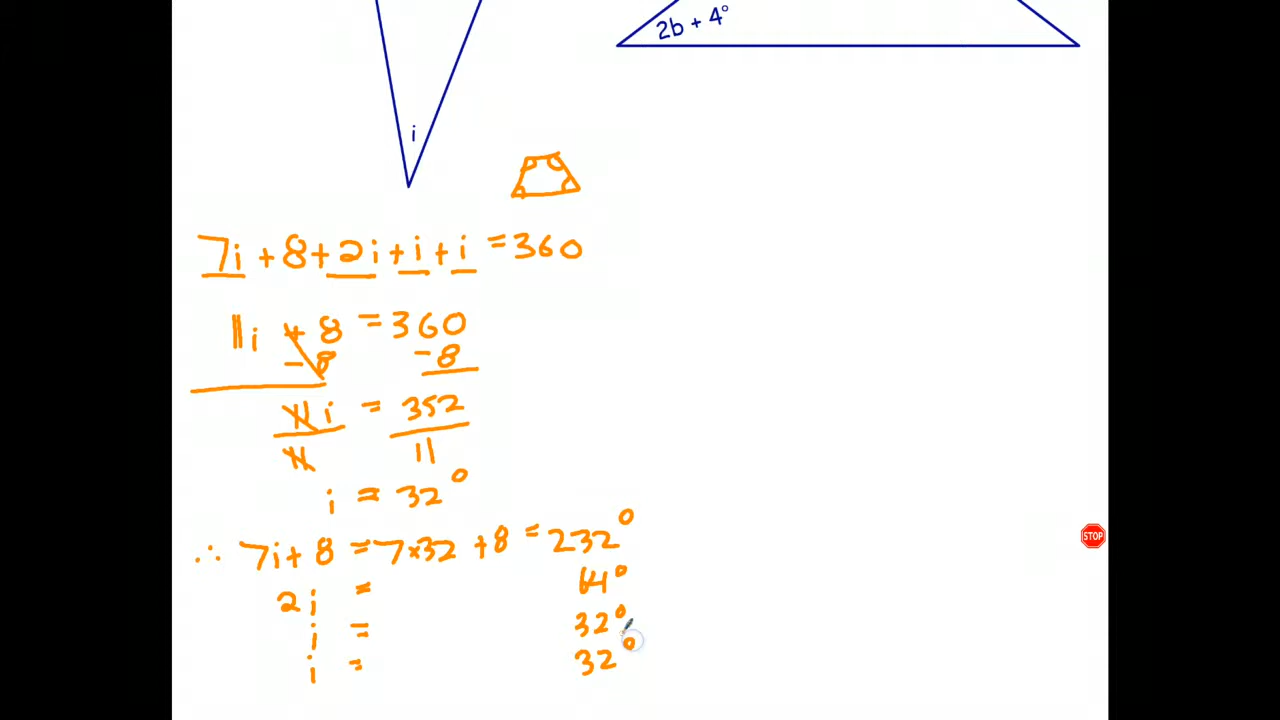 2b + 4°
i
7i + 8 + 2i + i + i = 360
11i + 8 = 360
- 8 - 8
11i = 352
11 11
i = 32°
∴ 7i + 8 = 7×32 + 8 = 232°
2i = 64°
i = 32°
i = 32°
STOP